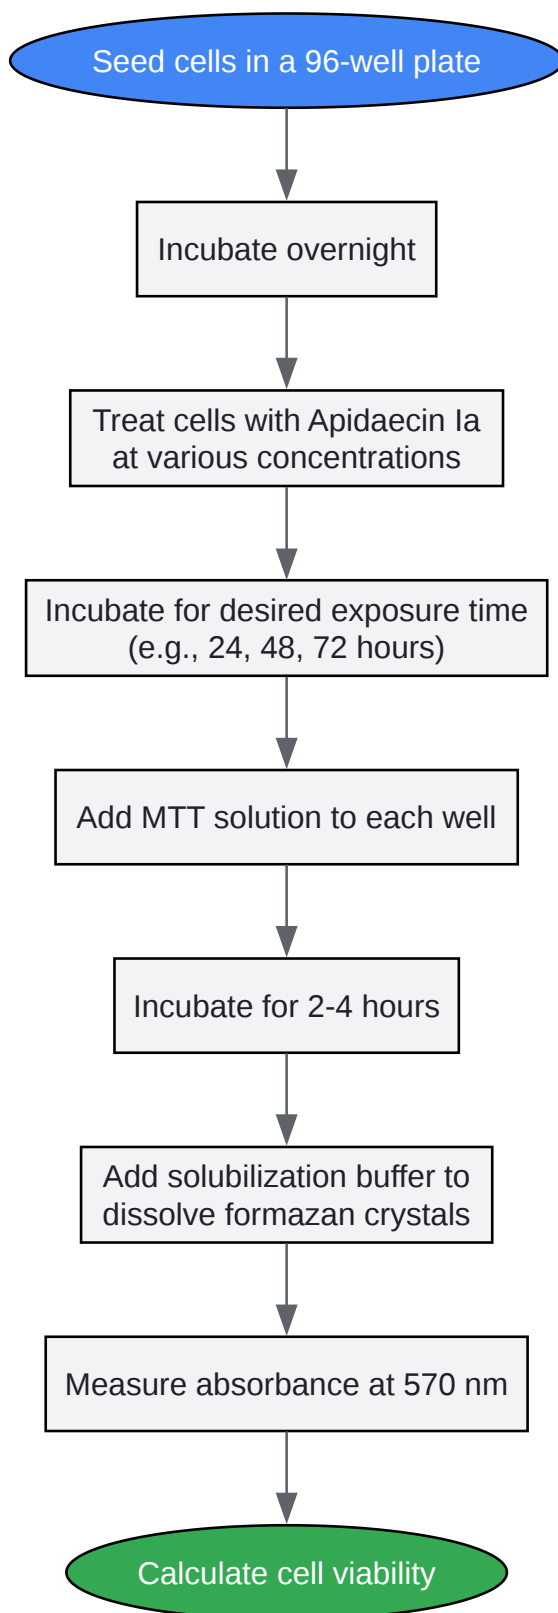 Seed cells in a 96-well plate
Incubate overnight
Treat cells with Apidaecin Ia
at various concentrations
Incubate for desired exposure time
(e.g., 24, 48, 72 hours)
Add MTT solution to each well
Incubate for 2-4 hours
Add solubilization buffer to
dissolve formazan crystals
Measure absorbance at 570 nm
Calculate cell viability